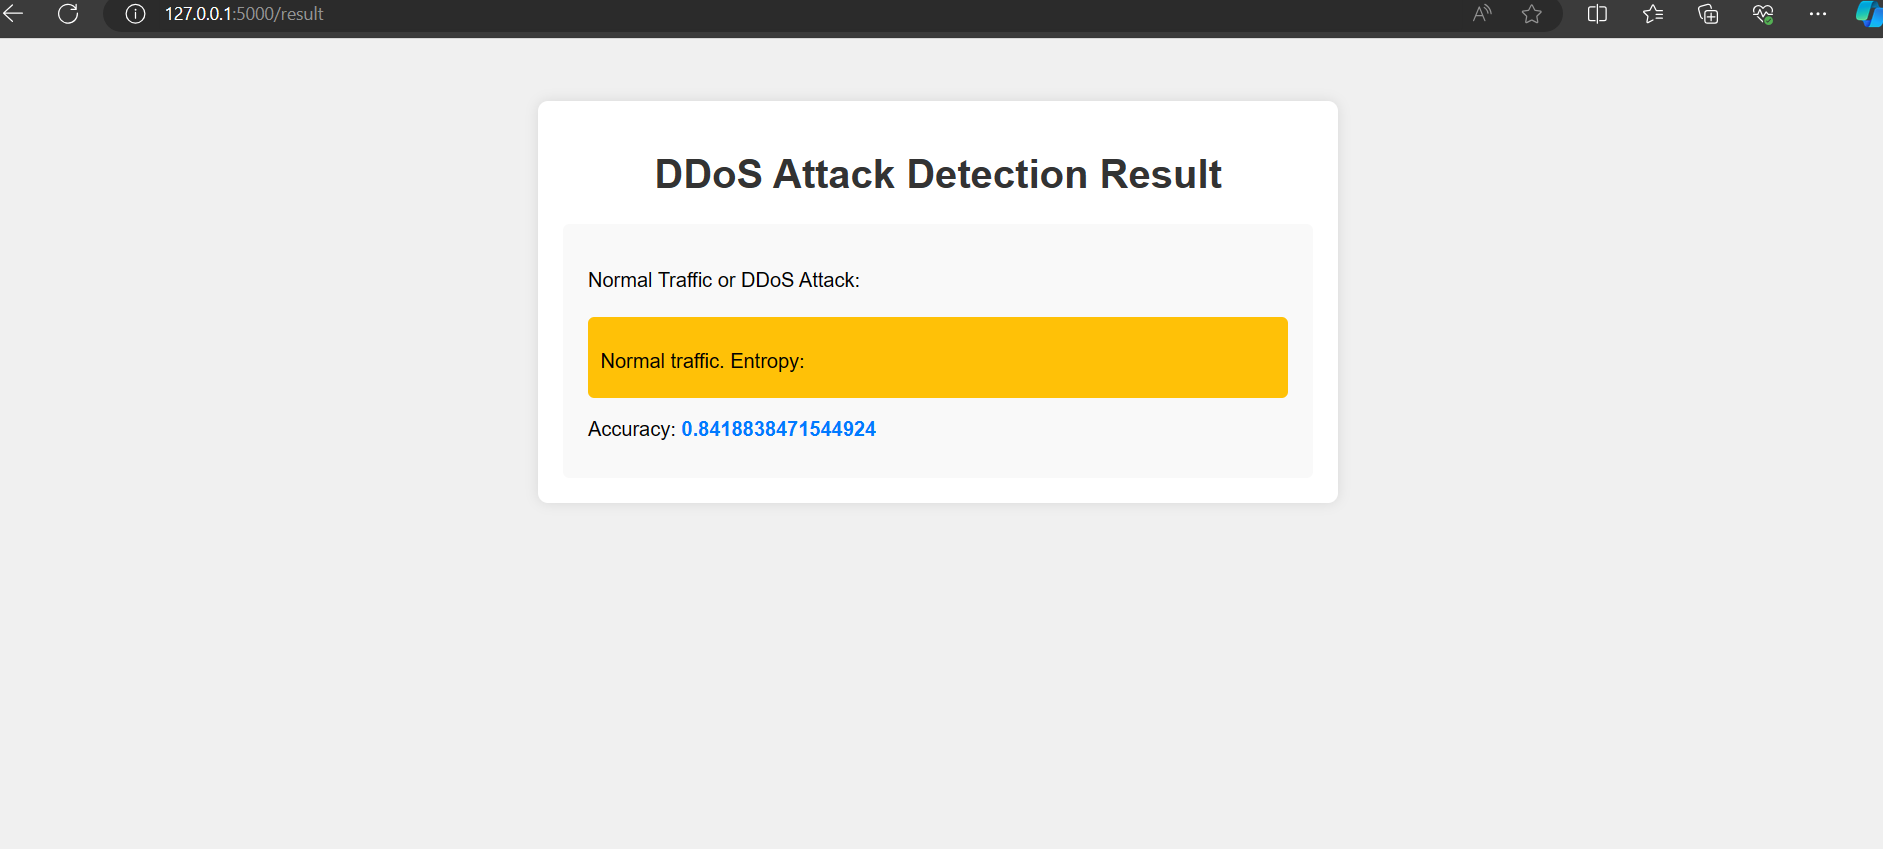 127.0.0.1:5000/result
DDoS Attack Detection Result
Normal Traffic or DDoS Attack:
Normal traffic. Entropy:
Accuracy: 0.8418838471544924